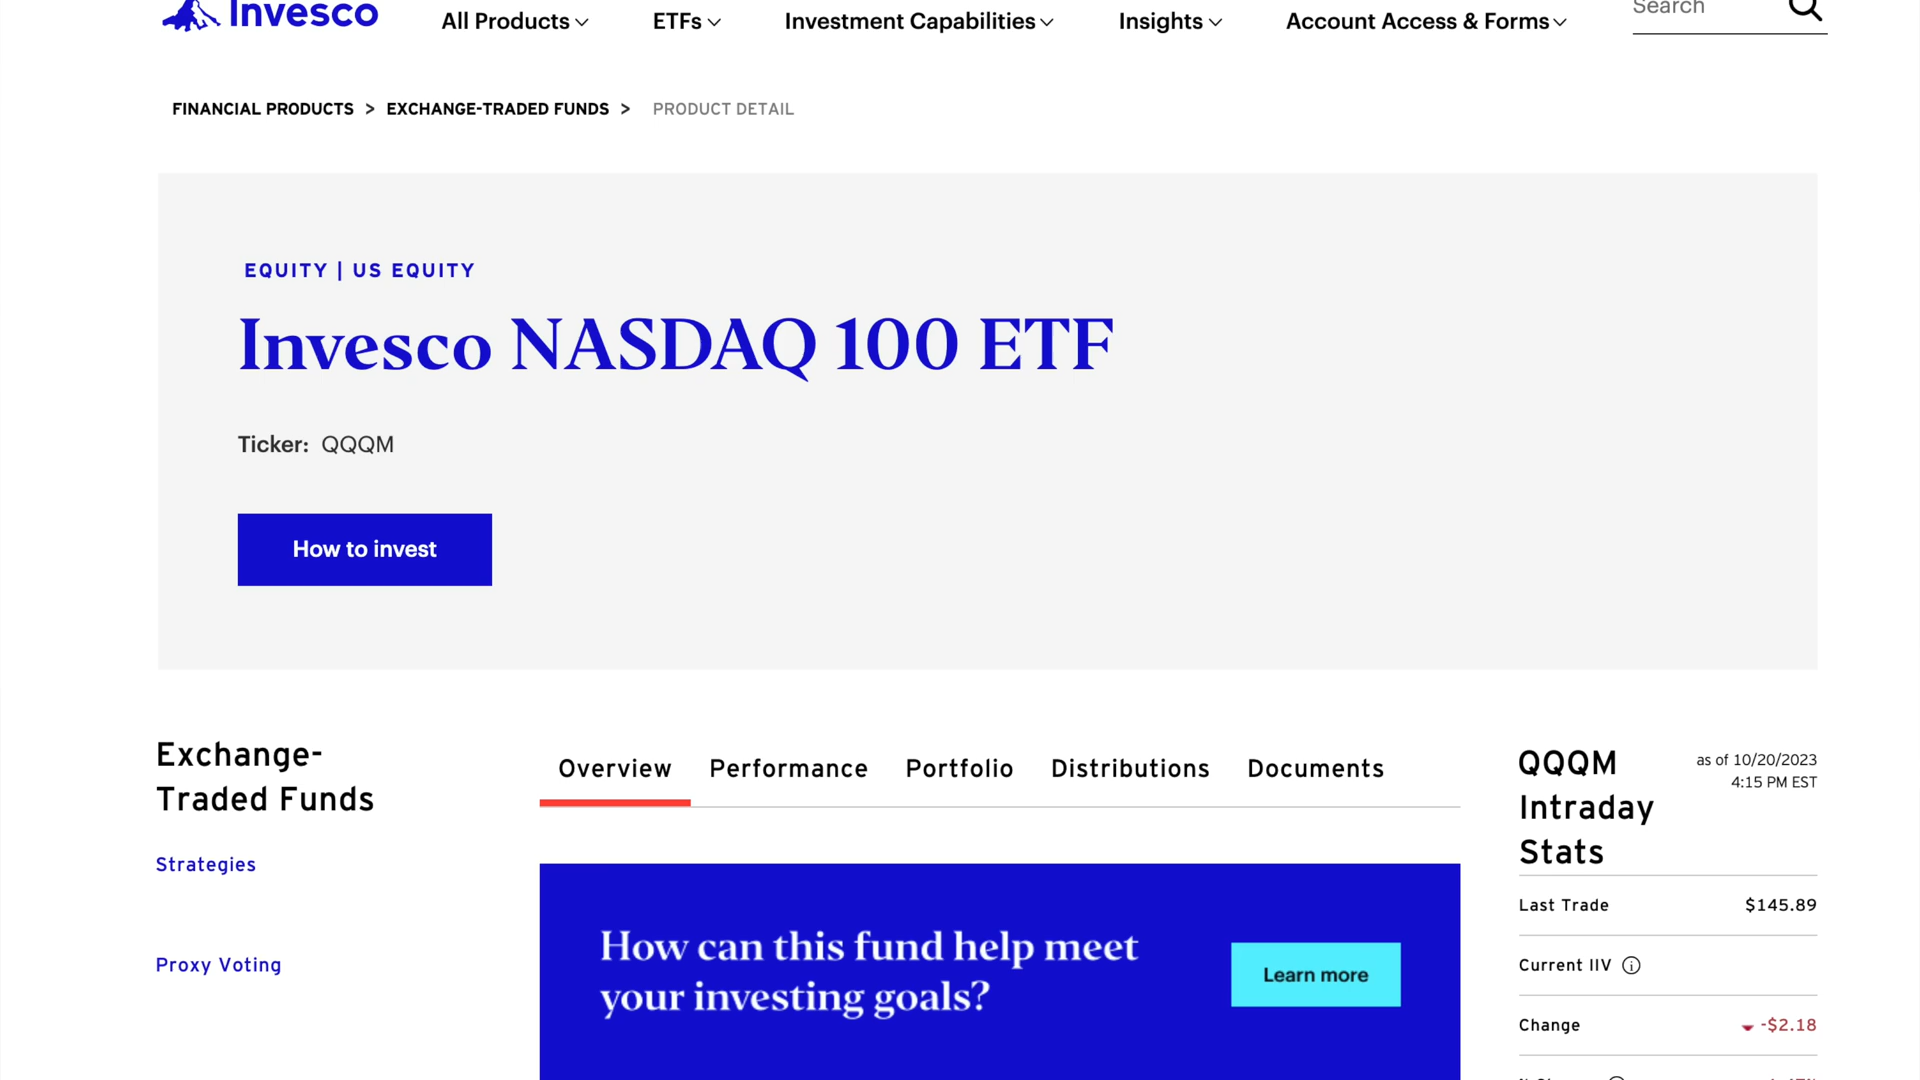 Invesco
All Products
ETFs
Investment Capabilities
Insights
Account Access & Forms
Search
FINANCIAL PRODUCTS > EXCHANGE-TRADED FUNDS > PRODUCT DETAIL
EQUITY | US EQUITY
Invesco NASDAQ 100 ETF
Ticker: QQQM
How to invest
Exchange-
Traded Funds
Strategies
Proxy Voting
Overview
Performance
Portfolio
Distributions
Documents
How can this fund help meet
your investing goals?
Learn more
QQQM
Intraday
Stats
as of 10/20/2023
4:15 PM EST
Last Trade $145.89
Current IIV
Change -$2.18